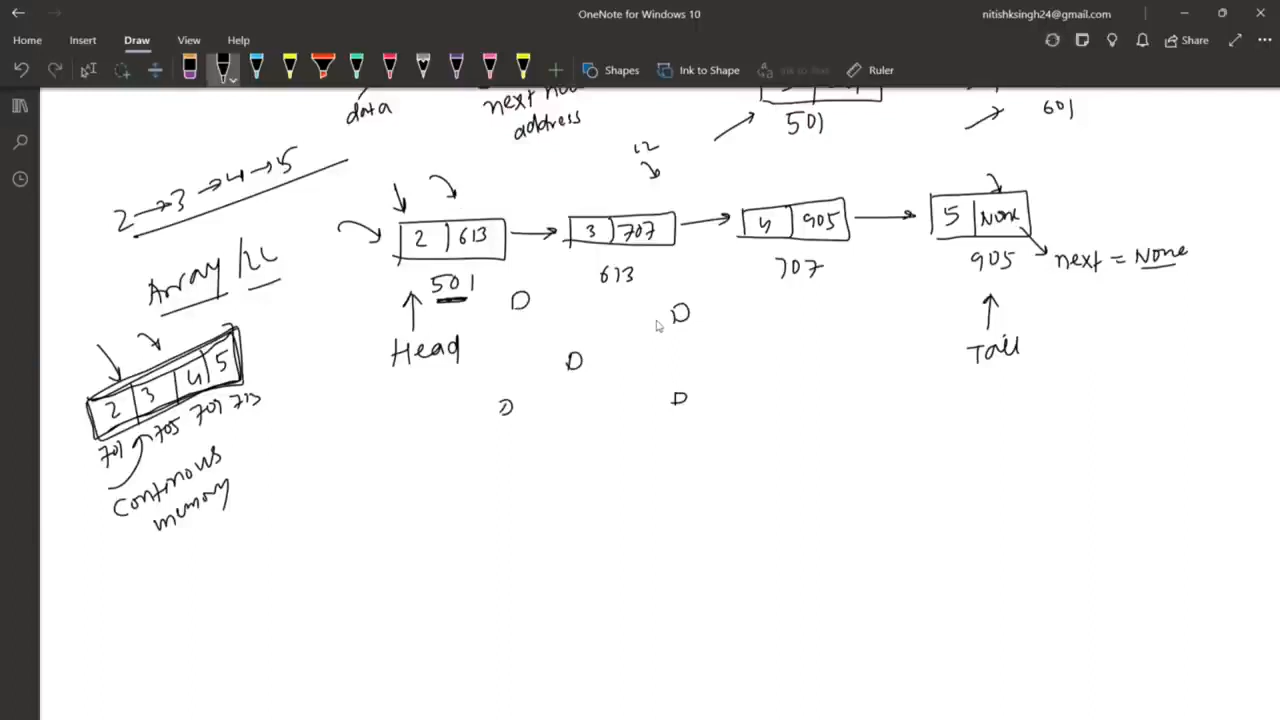 OneNote for Windows 10
nitishksingh24@gmail.com
Home Insert Draw View Help
Share
Shapes
Ink to Shape
Ink to Text
Ruler
data
next node
address
501
601
12
2 → 3 → 4 → 5
2 613
3 707
4 905
5 None
501
613
707
905
next = None
Array / LL
Head
Tail
D
D
D
D
D
2 3 4 5
701 705 709 713
Continous
memory